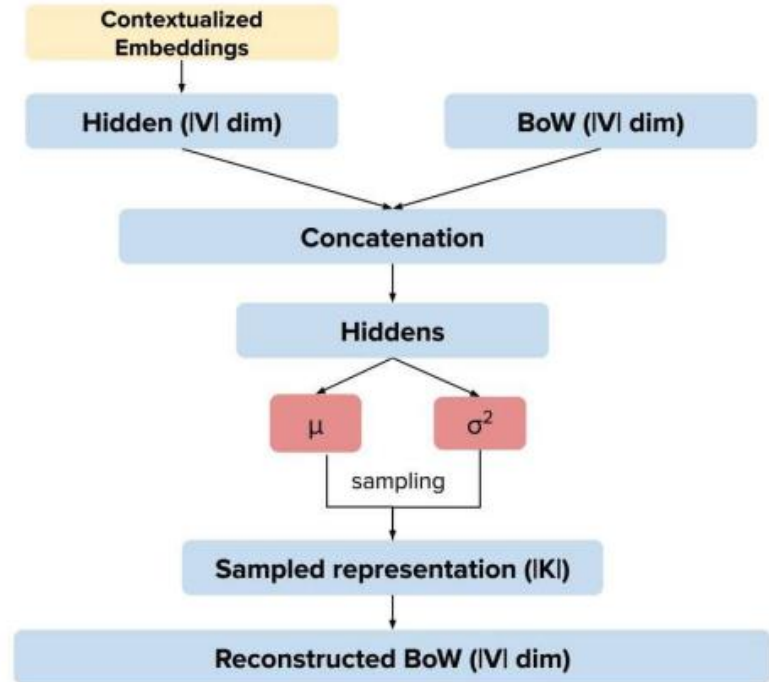 Contextualized
Embeddings
Hidden (|V| dim)
BoW (|V| dim)
Concatenation
Hiddens
μ
σ²
sampling
Sampled representation (|K|)
Reconstructed BoW (|V| dim)